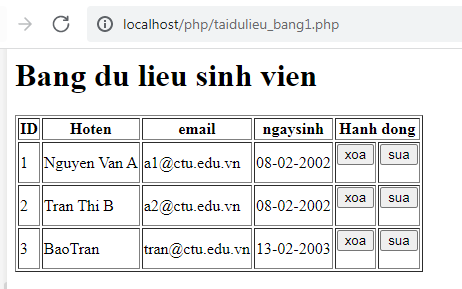 localhost/php/taidulieu_bang1.php
Bang du lieu sinh vien
ID Hoten email ngaysinh Hanh dong
1 Nguyen Van A a1@ctu.edu.vn 08-02-2002 xoa sua
2 Tran Thi B a2@ctu.edu.vn 08-02-2002 xoa sua
3 BaoTran tran@ctu.edu.vn 13-02-2003 xoa sua